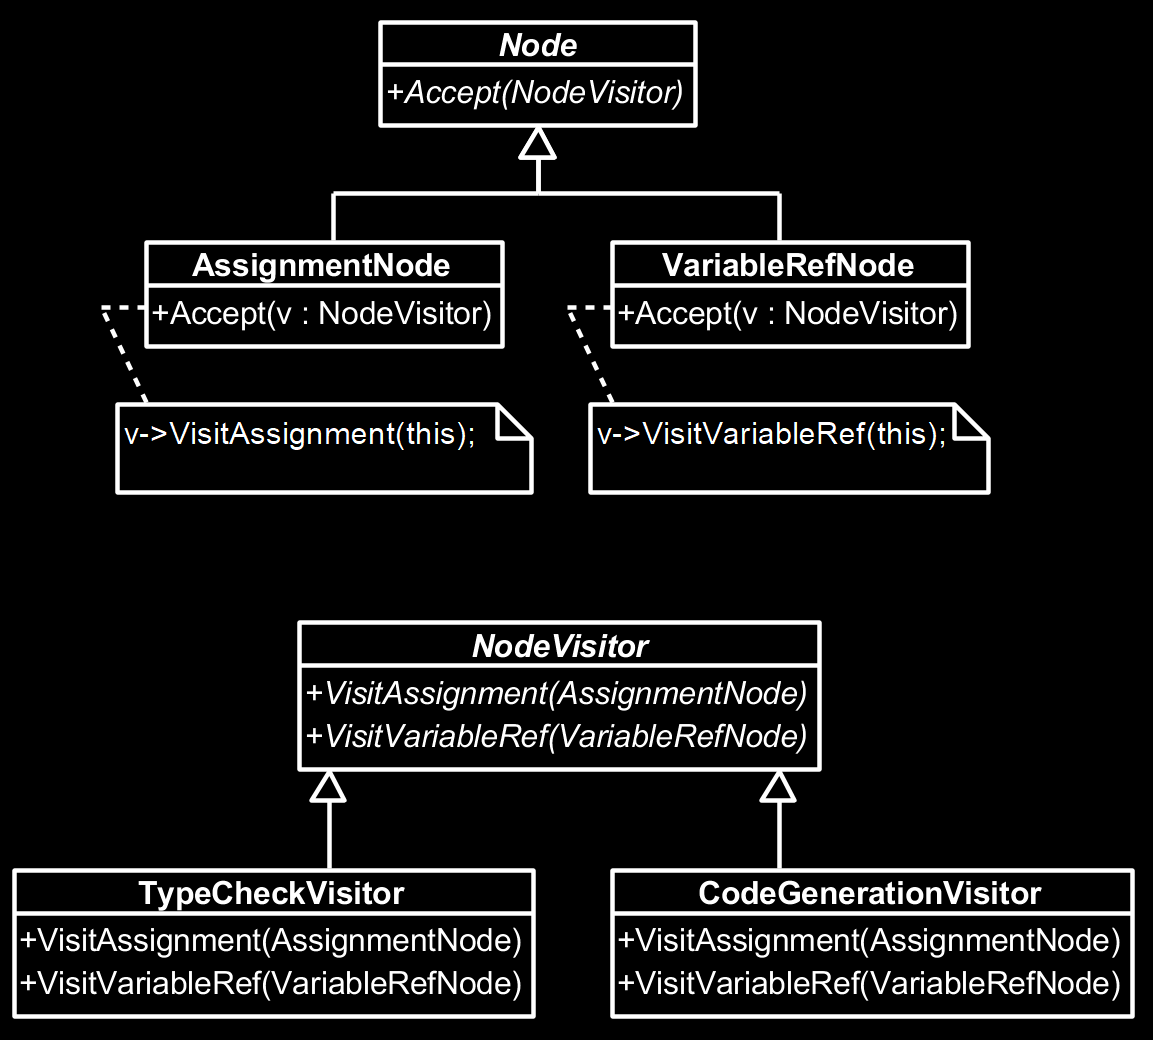 Node
+Accept(NodeVisitor)
AssignmentNode
+Accept(v : NodeVisitor)
VariableRefNode
+Accept(v : NodeVisitor)
v->VisitAssignment(this);
v->VisitVariableRef(this);
NodeVisitor
+VisitAssignment(AssignmentNode)
+VisitVariableRef(VariableRefNode)
TypeCheckVisitor
+VisitAssignment(AssignmentNode)
+VisitVariableRef(VariableRefNode)
CodeGenerationVisitor
+VisitAssignment(AssignmentNode)
+VisitVariableRef(VariableRefNode)